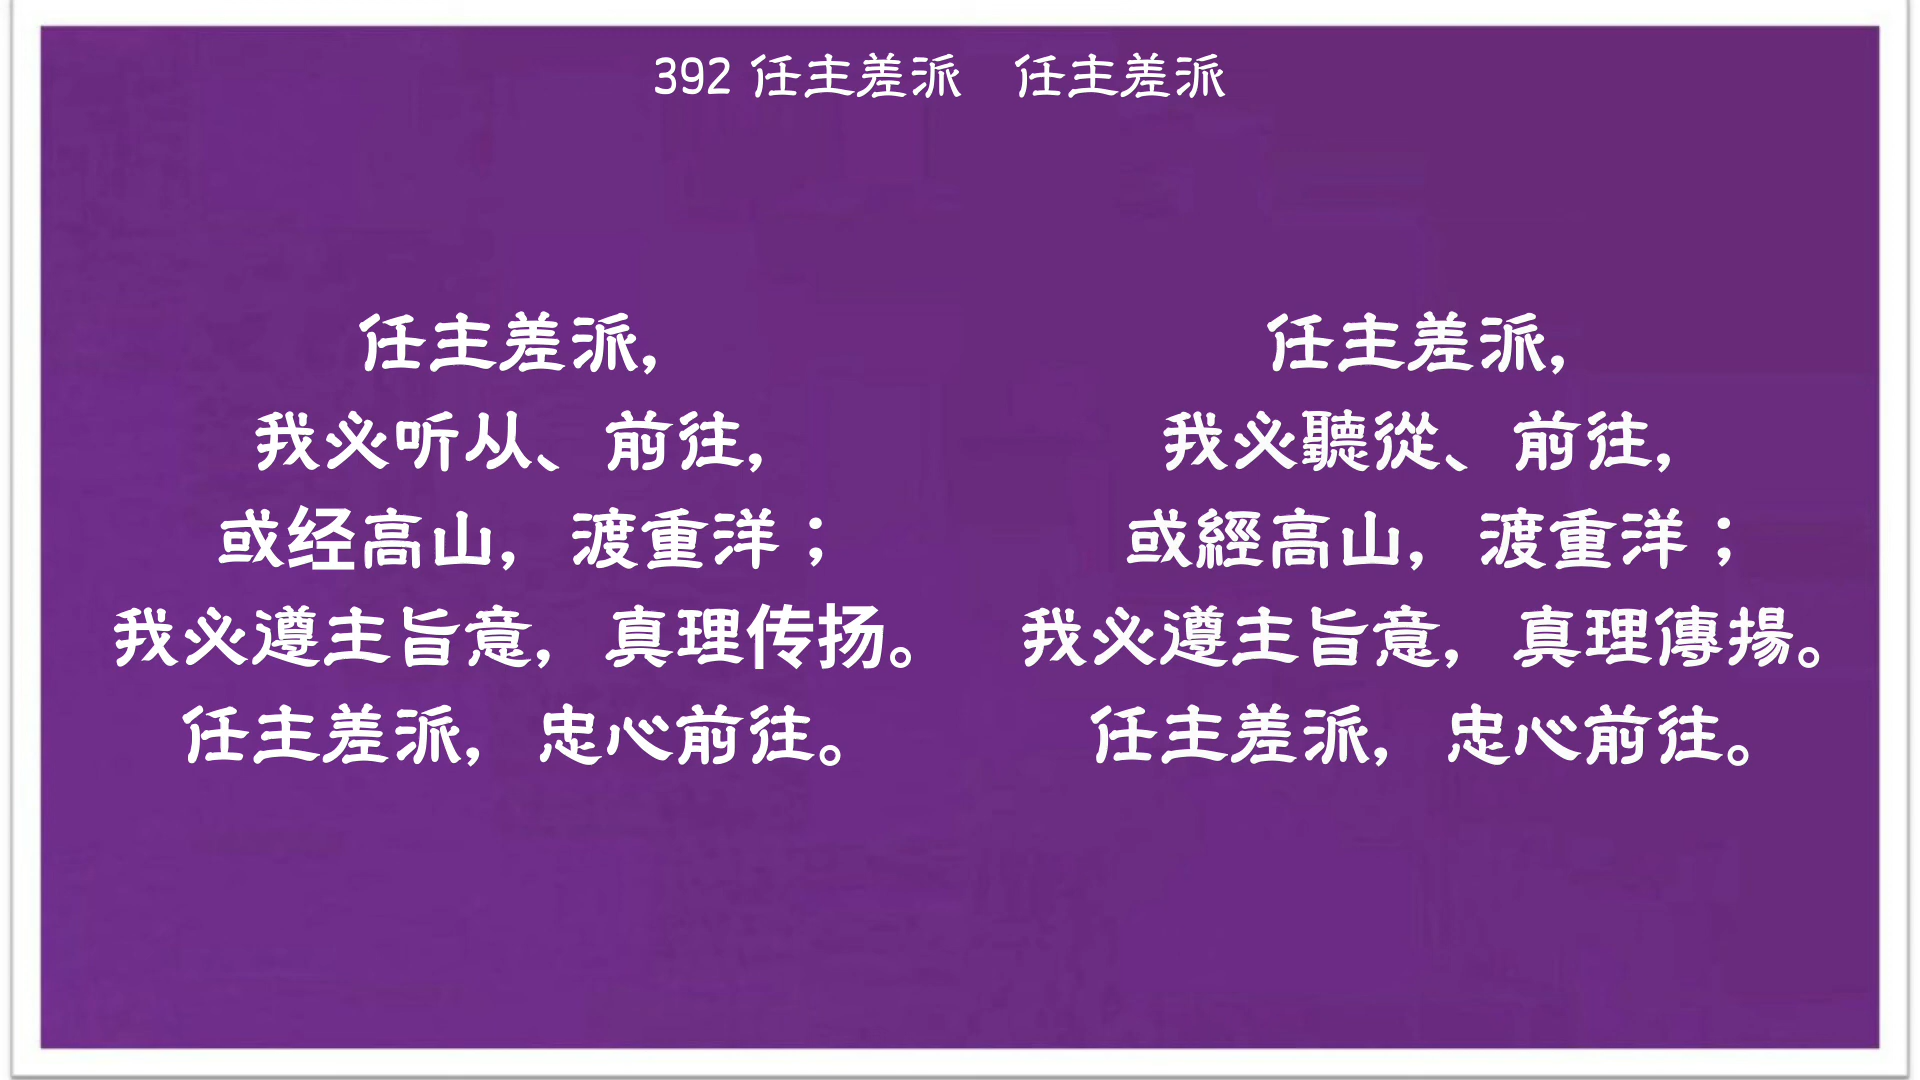 392 任主差派　任主差派
任主差派，
我必听从、前往，
或经高山，渡重洋；
我必遵主旨意，真理传扬。
任主差派，忠心前往。
任主差派，
我必聽從、前往，
或經高山，渡重洋；
我必遵主旨意，真理傳揚。
任主差派，忠心前往。